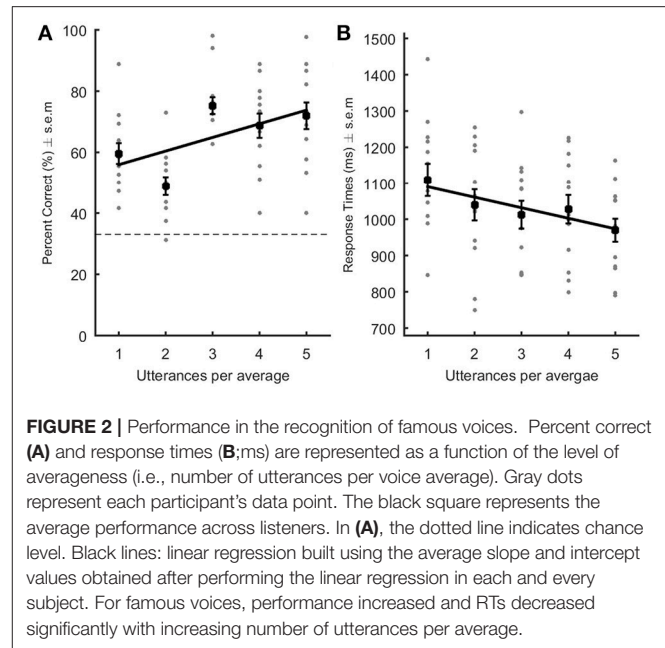 A
B
100
80
60
40
20
0
Percent Correct (%) ± s.e.m
1 2 3 4 5
Utterances per average
1500
1400
1300
1200
1100
1000
900
800
700
Response Times (ms) ± s.e.m
1 2 3 4 5
Utterances per avergae
FIGURE 2 | Performance in the recognition of famous voices. Percent correct
(A) and response times (B;ms) are represented as a function of the level of
averageness (i.e., number of utterances per voice average). Gray dots
represent each participant's data point. The black square represents the
average performance across listeners. In (A), the dotted line indicates chance
level. Black lines: linear regression built using the average slope and intercept
values obtained after performing the linear regression in each and every
subject. For famous voices, performance increased and RTs decreased
significantly with increasing number of utterances per average.